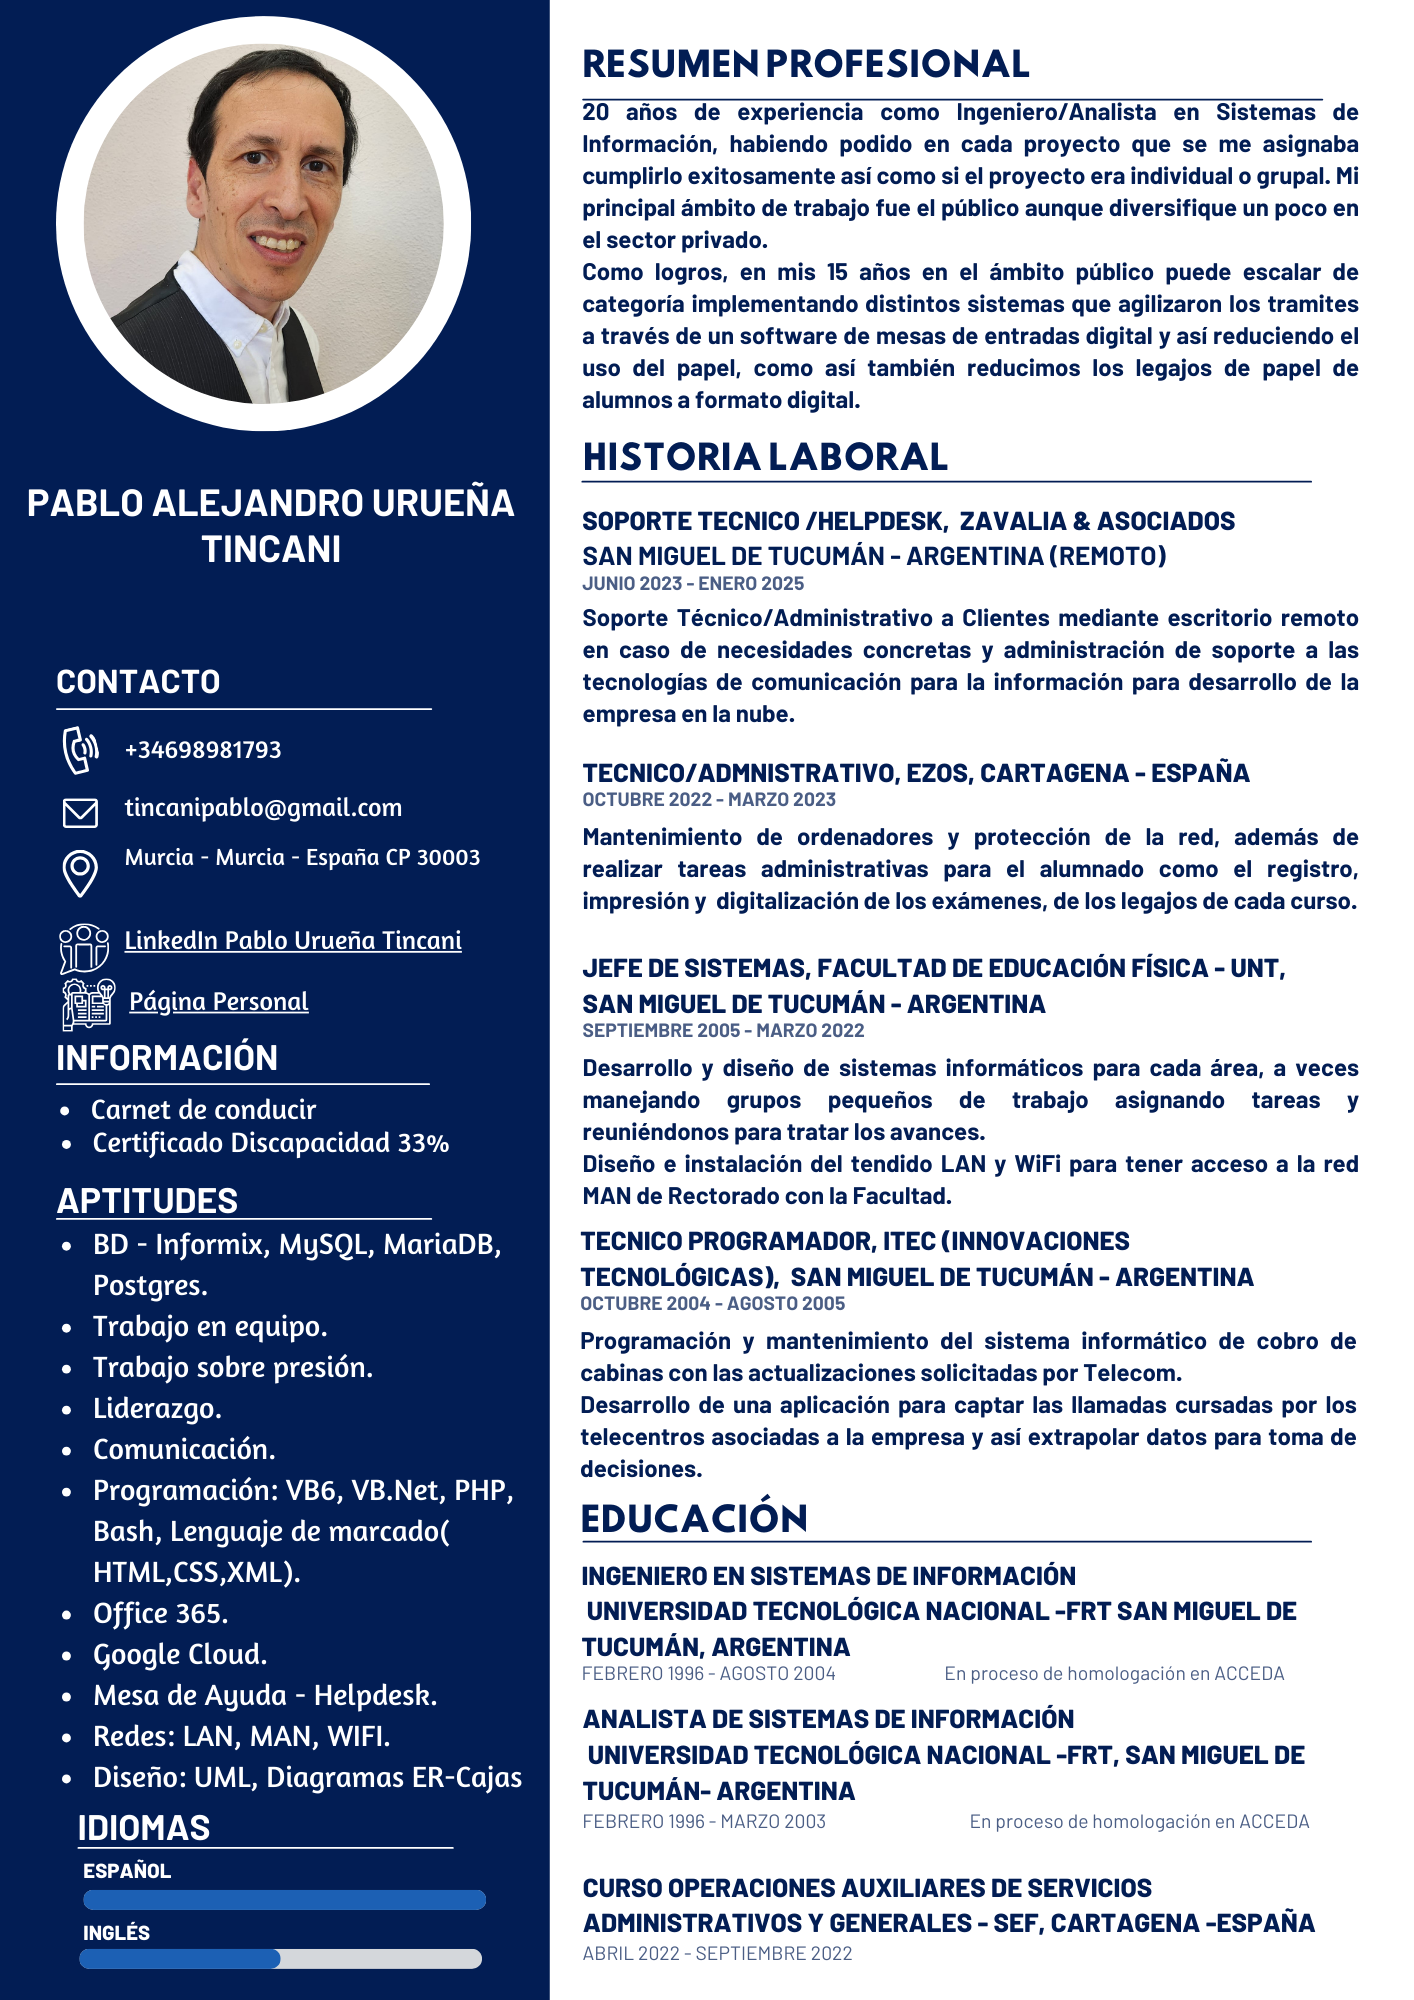 PABLO ALEJANDRO URUEÑA
TINCANI
CONTACTO
+34698981793
tincanipablo@gmail.com
Murcia - Murcia - España CP 30003
LinkedIn Pablo Urueña Tincani
Página Personal
INFORMACIÓN
• Carnet de conducir
• Certificado Discapacidad 33%
APTITUDES
• BD - Informix, MySQL, MariaDB,
Postgres.
• Trabajo en equipo.
• Trabajo sobre presión.
• Liderazgo.
• Comunicación.
• Programación: VB6, VB.Net, PHP,
Bash, Lenguaje de marcado(
HTML,CSS,XML).
• Office 365.
• Google Cloud.
• Mesa de Ayuda - Helpdesk.
• Redes: LAN, MAN, WIFI.
• Diseño: UML, Diagramas ER-Cajas
IDIOMAS
ESPAÑOL
INGLÉS
RESUMEN PROFESIONAL
20 años de experiencia como Ingeniero/Analista en Sistemas de
Información, habiendo podido en cada proyecto que se me asignaba
cumplirlo exitosamente así como si el proyecto era individual o grupal. Mi
principal ámbito de trabajo fue el público aunque diversifique un poco en
el sector privado.
Como logros, en mis 15 años en el ámbito público puede escalar de
categoría implementando distintos sistemas que agilizaron los tramites
a través de un software de mesas de entradas digital y así reduciendo el
uso del papel, como así también reducimos los legajos de papel de
alumnos a formato digital.
HISTORIA LABORAL
SOPORTE TECNICO /HELPDESK, ZAVALIA & ASOCIADOS
SAN MIGUEL DE TUCUMÁN - ARGENTINA (REMOTO)
JUNIO 2023 - ENERO 2025
Soporte Técnico/Administrativo a Clientes mediante escritorio remoto
en caso de necesidades concretas y administración de soporte a las
tecnologías de comunicación para la información para desarrollo de la
empresa en la nube.
TECNICO/ADMNISTRATIVO, EZOS, CARTAGENA - ESPAÑA
OCTUBRE 2022 - MARZO 2023
Mantenimiento de ordenadores y protección de la red, además de
realizar tareas administrativas para el alumnado como el registro,
impresión y digitalización de los exámenes, de los legajos de cada curso.
JEFE DE SISTEMAS, FACULTAD DE EDUCACIÓN FÍSICA - UNT,
SAN MIGUEL DE TUCUMÁN - ARGENTINA
SEPTIEMBRE 2005 - MARZO 2022
Desarrollo y diseño de sistemas informáticos para cada área, a veces
manejando grupos pequeños de trabajo asignando tareas y
reuniéndonos para tratar los avances.
Diseño e instalación del tendido LAN y WiFi para tener acceso a la red
MAN de Rectorado con la Facultad.
TECNICO PROGRAMADOR, ITEC (INNOVACIONES
TECNOLÓGICAS), SAN MIGUEL DE TUCUMÁN - ARGENTINA
OCTUBRE 2004 - AGOSTO 2005
Programación y mantenimiento del sistema informático de cobro de
cabinas con las actualizaciones solicitadas por Telecom.
Desarrollo de una aplicación para captar las llamadas cursadas por los
telecentros asociadas a la empresa y así extrapolar datos para toma de
decisiones.
EDUCACIÓN
INGENIERO EN SISTEMAS DE INFORMACIÓN
UNIVERSIDAD TECNOLÓGICA NACIONAL -FRT SAN MIGUEL DE
TUCUMÁN, ARGENTINA
FEBRERO 1996 - AGOSTO 2004 En proceso de homologación en ACCEDA
ANALISTA DE SISTEMAS DE INFORMACIÓN
UNIVERSIDAD TECNOLÓGICA NACIONAL -FRT, SAN MIGUEL DE
TUCUMÁN- ARGENTINA
FEBRERO 1996 - MARZO 2003 En proceso de homologación en ACCEDA
CURSO OPERACIONES AUXILIARES DE SERVICIOS
ADMINISTRATIVOS Y GENERALES - SEF, CARTAGENA -ESPAÑA
ABRIL 2022 - SEPTIEMBRE 2022